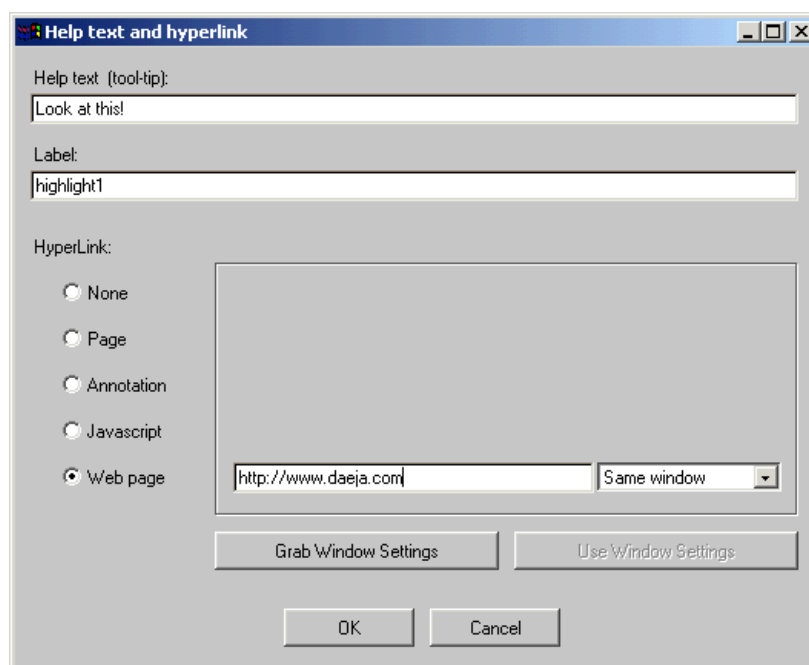 Help text and hyperlink
Help text (tool-tip):
Look at this!
Label:
highlight1
HyperLink:
None
Page
Annotation
Javascript
Web page
http://www.daeja.com
Same window
Grab Window Settings
Use Window Settings
OK
Cancel